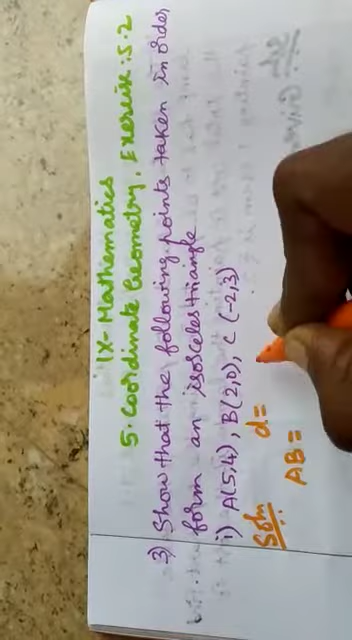 IX-Mathematics
5. Coordinate Geometry, Exercise: 5.2
3) Show that the following points taken in order
form an isosceles triangle
i) A(5,4), B(2,0), C(-2,3)
Soln d=
AB=